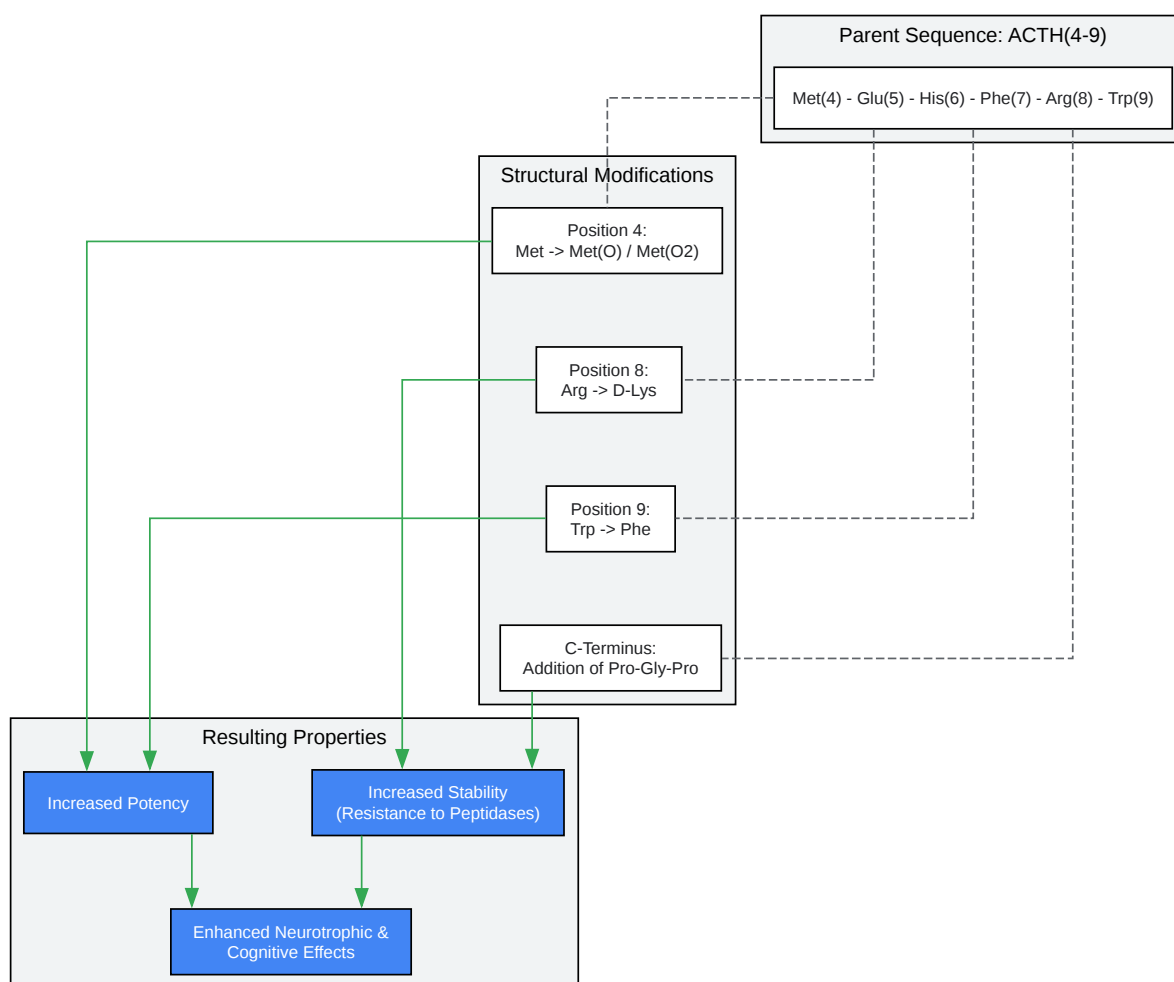 Parent Sequence: ACTH(4-9)
Met(4) - Glu(5) - His(6) - Phe(7) - Arg(8) - Trp(9)
Structural Modifications
Position 4:
Met -> Met(O) / Met(O2)
Position 8:
Arg -> D-Lys
Position 9:
Trp -> Phe
C-Terminus:
Addition of Pro-Gly-Pro
Resulting Properties
Increased Potency
Increased Stability
(Resistance to Peptidases)
Enhanced Neurotrophic &
Cognitive Effects